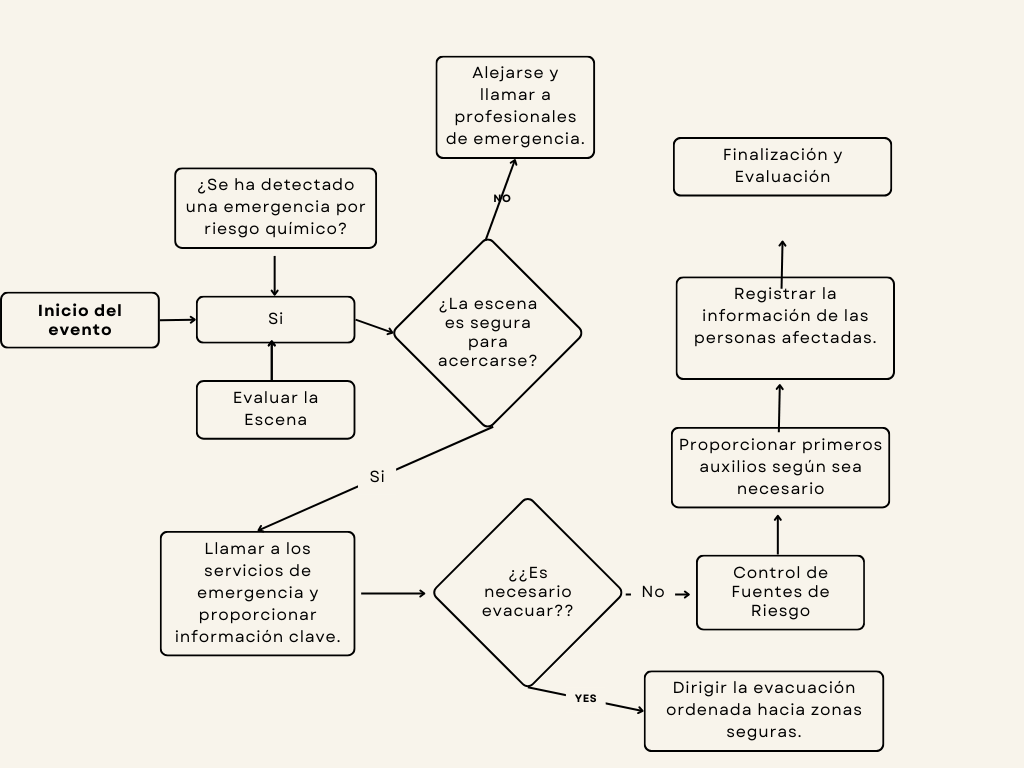 Alejarse y
llamar a
profesionales
de emergencia.
NO
¿Se ha detectado
una emergencia por
riesgo químico?
Inicio del
evento
Si
Evaluar la
Escena
¿La escena
es segura
para
acercarse?
Si
Llamar a los
servicios de
emergencia y
proporcionar
información clave.
¿¿Es
necesario
evacuar??
No
YES
Finalización y
Evaluación
Registrar la
información de las
personas afectadas.
Proporcionar primeros
auxilios según sea
necesario
Control de
Fuentes de
Riesgo
Dirigir la evacuación
ordenada hacia zonas
seguras.